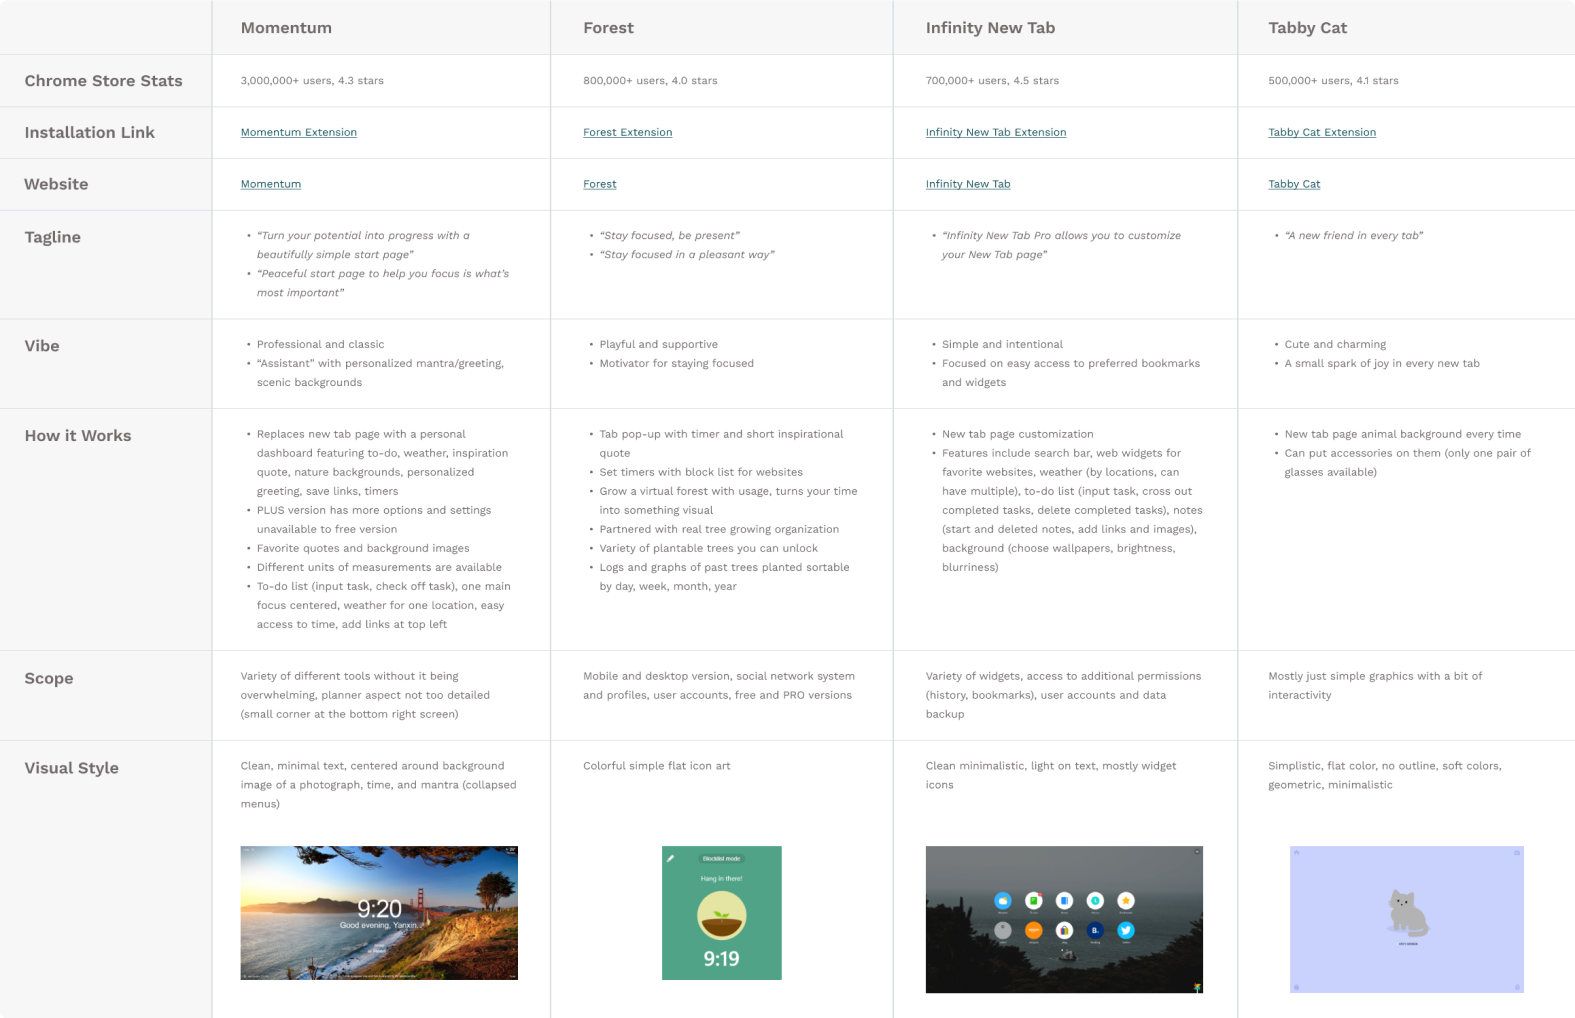 Momentum
Forest
Infinity New Tab
Tabby Cat
Chrome Store Stats
3,000,000+ users, 4.3 stars
800,000+ users, 4.0 stars
700,000+ users, 4.5 stars
500,000+ users, 4.1 stars
Installation Link
Momentum Extension
Forest Extension
Infinity New Tab Extension
Tabby Cat Extension
Website
Momentum
Forest
Infinity New Tab
Tabby Cat
Tagline
• “Turn your potential into progress with a
beautifully simple start page”
• “Peaceful start page to help you focus is what’s
most important”
• “Stay focused, be present”
• “Stay focused in a pleasant way”
• “Infinity New Tab Pro allows you to customize
your New Tab page”
• “A new friend in every tab”
Vibe
• Professional and classic
• “Assistant” with personalized mantra/greeting,
scenic backgrounds
• Playful and supportive
• Motivator for staying focused
• Simple and intentional
• Focused on easy access to preferred bookmarks
and widgets
• Cute and charming
• A small spark of joy in every new tab
How it Works
• Replaces new tab page with a personal
dashboard featuring to-do, weather, inspiration
quote, nature backgrounds, personalized
greeting, save links, timers
• PLUS version has more options and settings
unavailable to free version
• Favorite quotes and background images
• Different units of measurements are available
• To-do list (input task, check off task), one main
focus centered, weather for one location, easy
access to time, add links at top left
• Tab pop-up with timer and short inspirational
quote
• Set timers with block list for websites
• Grow a virtual forest with usage, turns your time
into something visual
• Partnered with real tree growing organization
• Variety of plantable trees you can unlock
• Logs and graphs of past trees planted sortable
by day, week, month, year
• New tab page customization
• Features include search bar, web widgets for
favorite websites, weather (by locations, can
have multiple), to-do list (input task, cross out
completed tasks, delete completed tasks), notes
(start and deleted notes, add links and images),
background (choose wallpapers, brightness,
blurriness)
• New tab page animal background every time
• Can put accessories on them (only one pair of
glasses available)
Scope
Variety of different tools without it being
overwhelming, planner aspect not too detailed
(small corner at the bottom right screen)
Mobile and desktop version, social network system
and profiles, user accounts, free and PRO versions
Variety of widgets, access to additional permissions
(history, bookmarks), user accounts and data
backup
Mostly just simple graphics with a bit of
interactivity
Visual Style
Clean, minimal text, centered around background
image of a photograph, time, and mantra (collapsed
menus)
Colorful simple flat icon art
Clean minimalistic, light on text, mostly widget
icons
Simplistic, flat color, no outline, soft colors,
geometric, minimalistic
9:20
Good evening, Yanxin
Blocklist mode
Hang in there!
9:19
B.